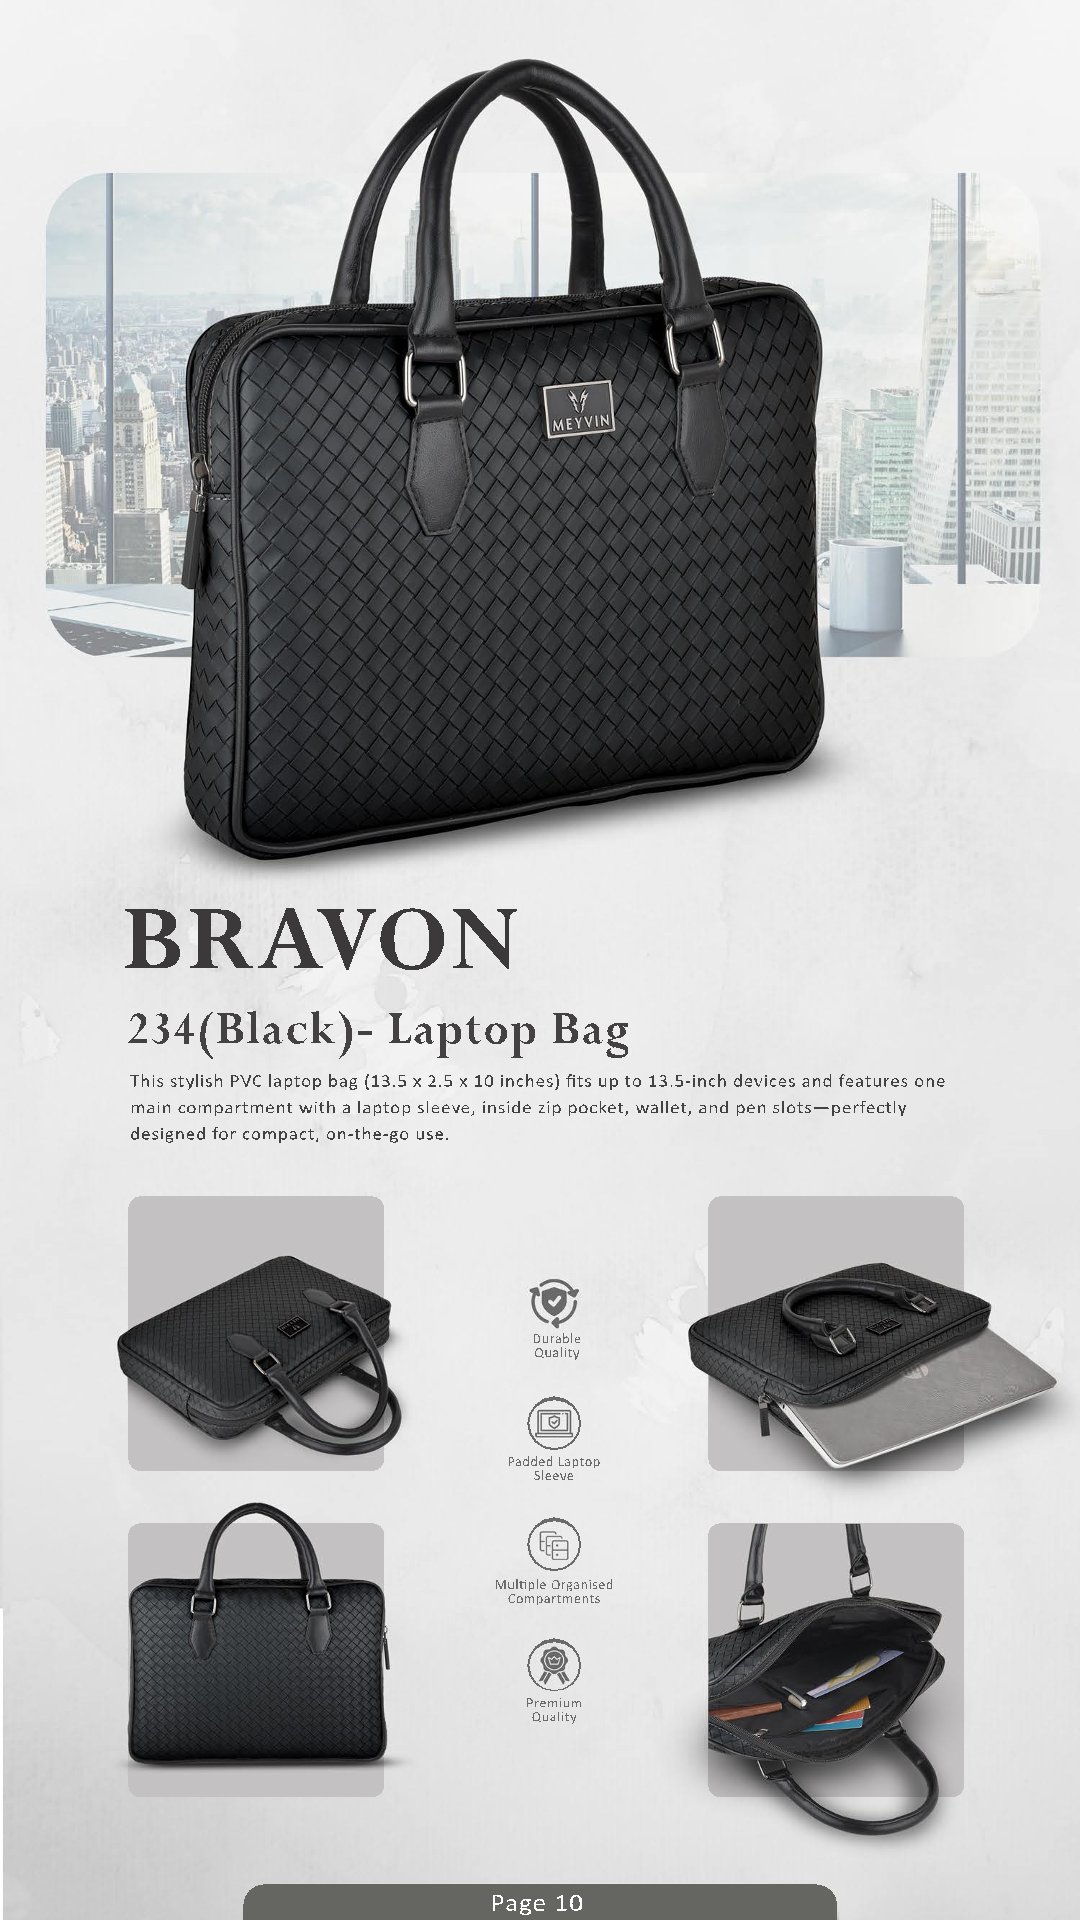 MEYVIN
BRAVON
234(Black)- Laptop Bag
This stylish PVC laptop bag (13.5 x 2.5 x 10 inches) fits up to 13.5-inch devices and features one
main compartment with a laptop sleeve, inside zip pocket, wallet, and pen slots—perfectly
designed for compact, on-the-go use.
Durable
Quality
Padded Laptop
Sleeve
Multiple Organised
Compartments
Premium
Quality
Page 10